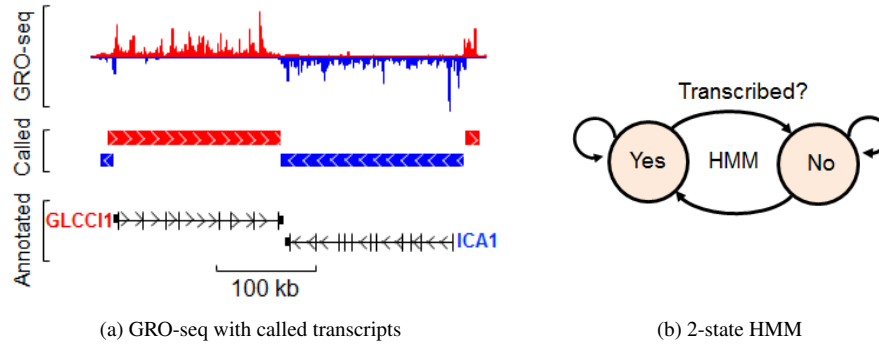 GRO-seq
Called
Annotated
GLCCI1
ICA1
100 kb
Transcribed?
Yes
HMM
No
(a) GRO-seq with called transcripts
(b) 2-state HMM